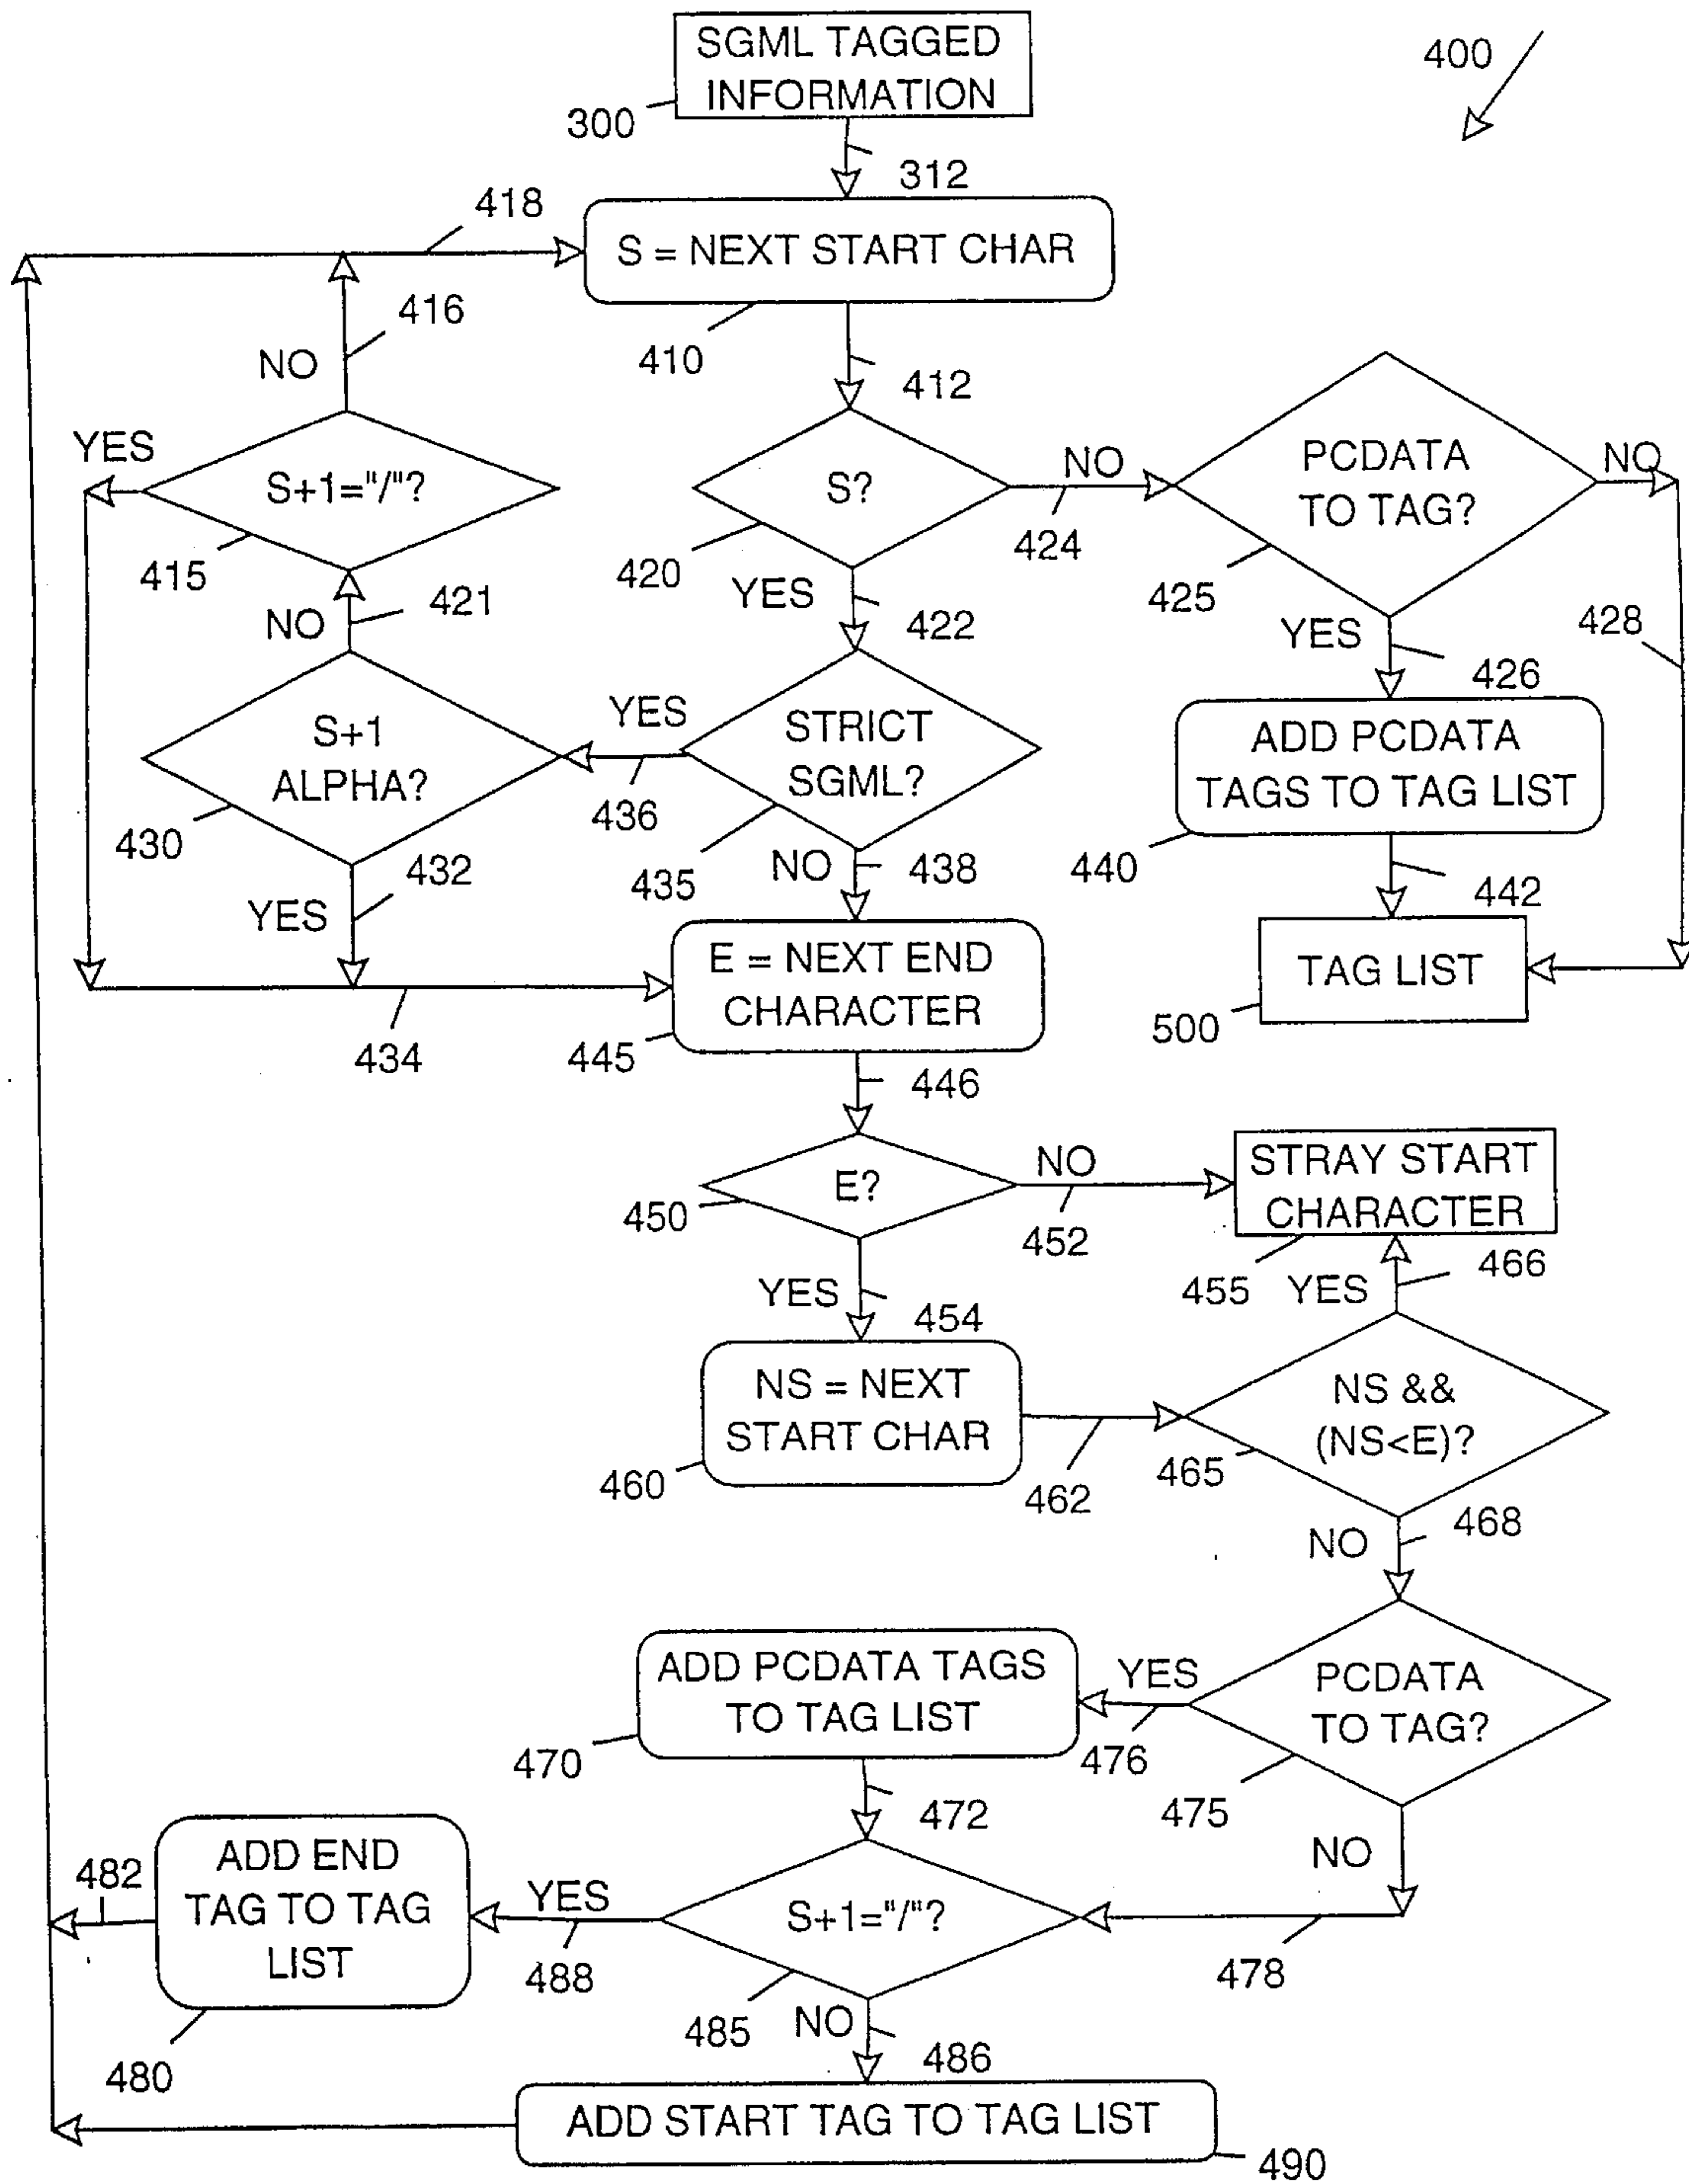 SGML TAGGED
INFORMATION
300
400
312
418
S = NEXT START CHAR
416
410
NO
412
YES
S+1="/"?
S?
NO
PCDATA
TO TAG?
NO
415
420
424
425
NO
421
YES
422
YES
428
426
S+1
ALPHA?
YES
STRICT
SGML?
ADD PCDATA
TAGS TO TAG LIST
430
436
432
435
NO
438
440
442
YES
E = NEXT END
CHARACTER
TAG LIST
434
445
500
446
E?
NO
STRAY START
CHARACTER
450
452
455
YES
466
YES
454
NS = NEXT
START CHAR
NS &&
(NS<E)?
460
462
465
468
NO
ADD PCDATA TAGS
TO TAG LIST
YES
PCDATA
TO TAG?
470
476
475
472
NO
482
ADD END
TAG TO TAG
LIST
YES
S+1="/"?
488
478
485
NO
480
486
ADD START TAG TO TAG LIST
490